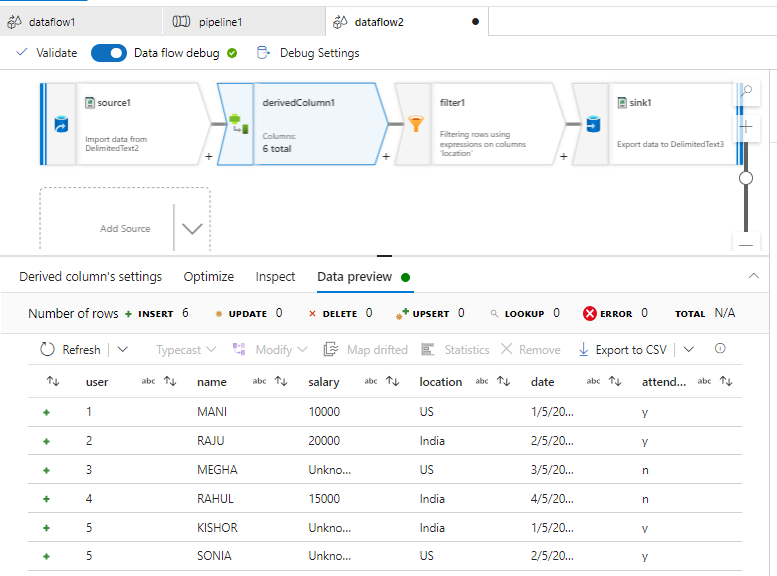 dataflow1 pipeline1 dataflow2
Validate Data flow debug Debug Settings
source1
Import data from
DelimitedText2
+
derivedColumn1
Columns:
6 total
+
filter1
Filtering rows using
expressions on columns
'location'
+
sink1
Export data to DelimitedText3
Add Source
Derived column's settings Optimize Inspect Data preview
Number of rows + INSERT 6 UPDATE 0 DELETE 0 UPSERT 0 LOOKUP 0 ERROR 0 TOTAL N/A
Refresh Typecast Modify Map drifted Statistics Remove Export to CSV
user abc name abc salary abc location abc date abc attend... abc
+ 1 MANI 10000 US 1/5/20... y
+ 2 RAJU 20000 India 2/5/20... y
+ 3 MEGHA Unkno... US 3/5/20... n
+ 4 RAHUL 15000 India 4/5/20... n
+ 5 KISHOR Unkno... India 1/5/20... y
+ 5 SONIA Unkno... US 2/5/20... y